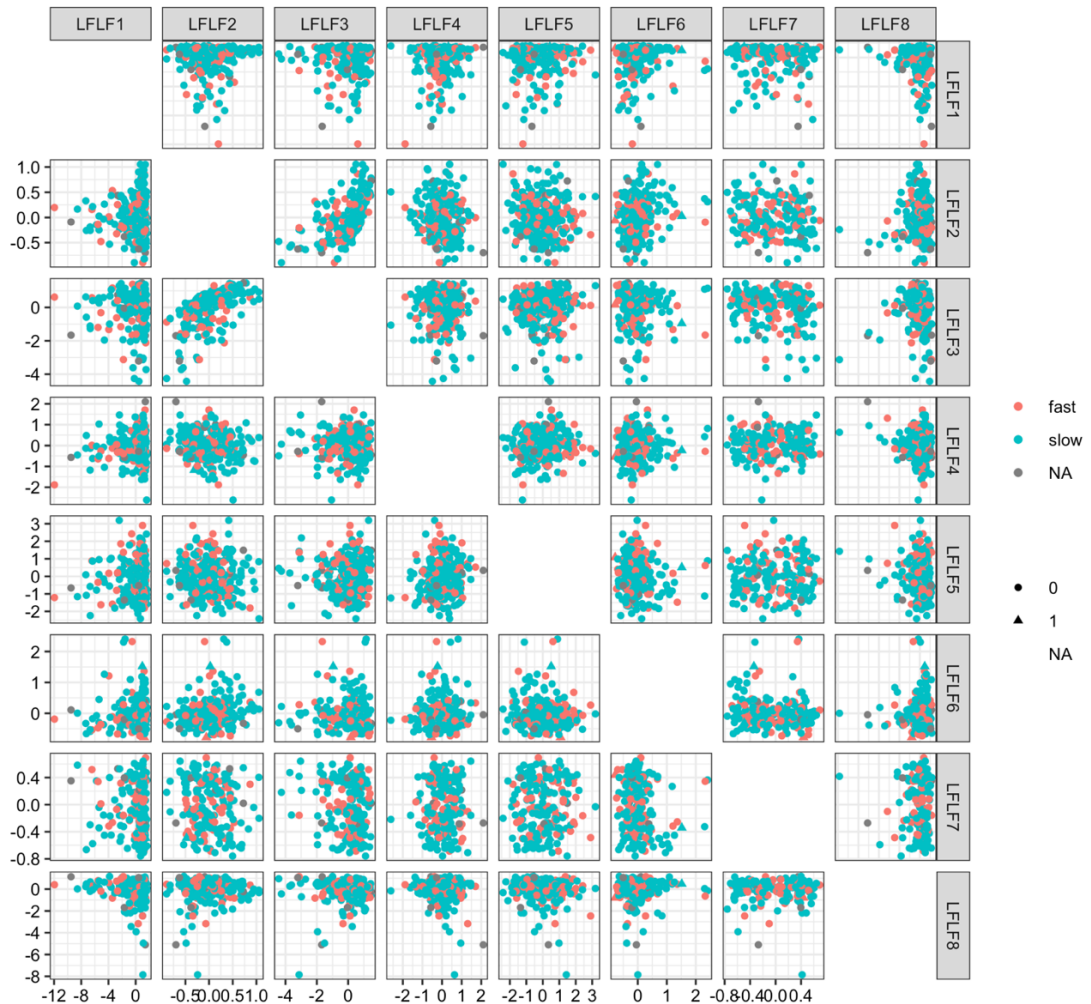 LFLF1 LFLF2 LFLF3 LFLF4 LFLF5 LFLF6 LFLF7 LFLF8
LFLF1
1.0
0.5
0.0
-0.5
LFLF2
0
-2
-4
LFLF3
2
1
0
-1
-2
LFLF4
3
2
1
0
-1
-2
LFLF5
2
1
0
LFLF6
0.4
0.0
-0.4
-0.8
LFLF7
0
-2
-4
-6
-8
LFLF8
-12 -8 -4 0 -0.5 0.0 0.5 1.0 -4 -2 0 -2 -1 0 1 2 -2 -1 0 1 2 3 0 1 2 -0.8 -0.4 0.0 0.4
fast
slow
NA
0
1
NA